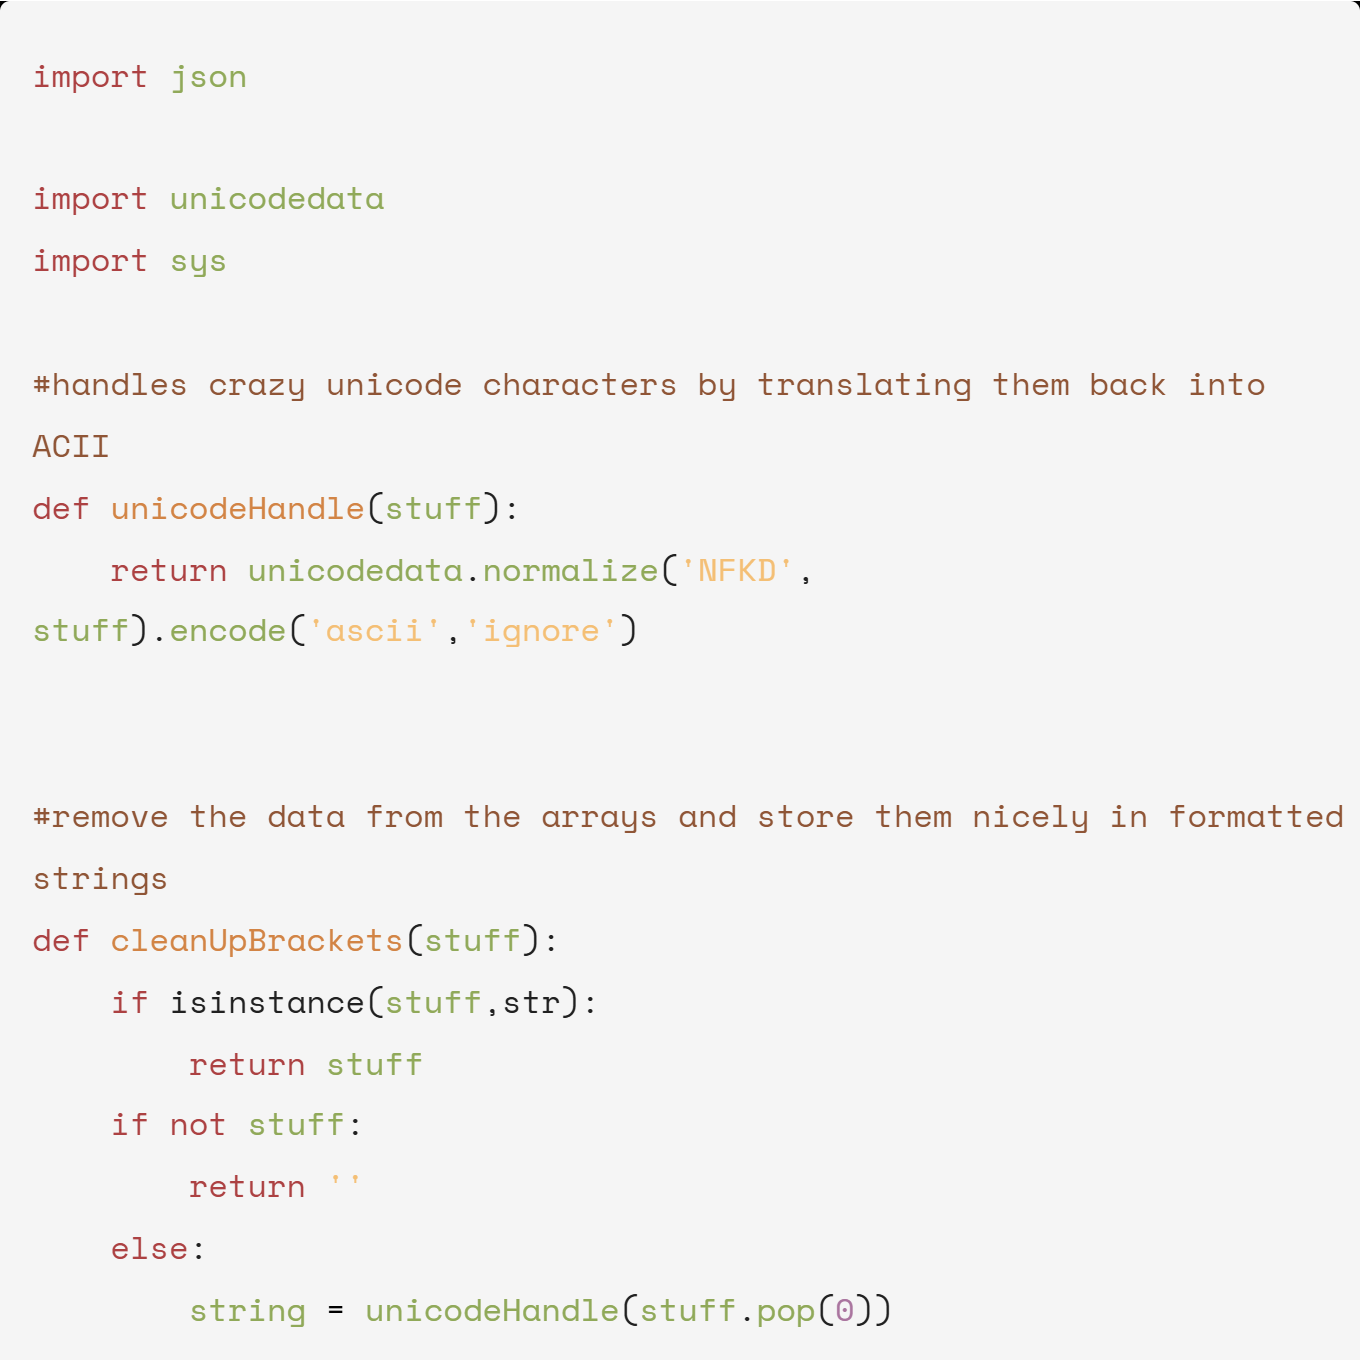 import json
import unicodedata
import sys
#handles crazy unicode characters by translating them back into
ACII
def unicodeHandle(stuff):
    return unicodedata.normalize('NFKD',
stuff).encode('ascii','ignore')
#remove the data from the arrays and store them nicely in formatted
strings
def cleanUpBrackets(stuff):
    if isinstance(stuff,str):
        return stuff
    if not stuff:
        return ''
    else:
        string = unicodeHandle(stuff.pop(0))